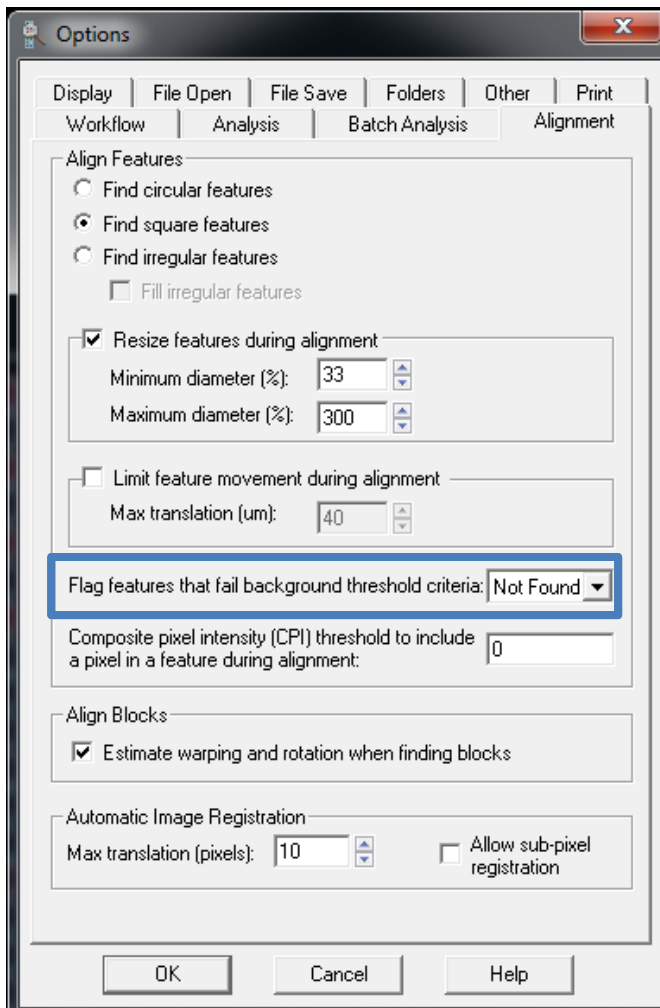 Options
Display
File Open
File Save
Folders
Other
Print
Workflow
Analysis
Batch Analysis
Alignment
Align Features
Find circular features
Find square features
Find irregular features
Fill irregular features
Resize features during alignment
Minimum diameter (%): 33
Maximum diameter (%): 300
Limit feature movement during alignment
Max translation (um): 40
Flag features that fail background threshold criteria: Not Found
Composite pixel intensity (CPI) threshold to include
a pixel in a feature during alignment: 0
Align Blocks
Estimate warping and rotation when finding blocks
Automatic Image Registration
Max translation (pixels): 10
Allow sub-pixel
registration
OK
Cancel
Help